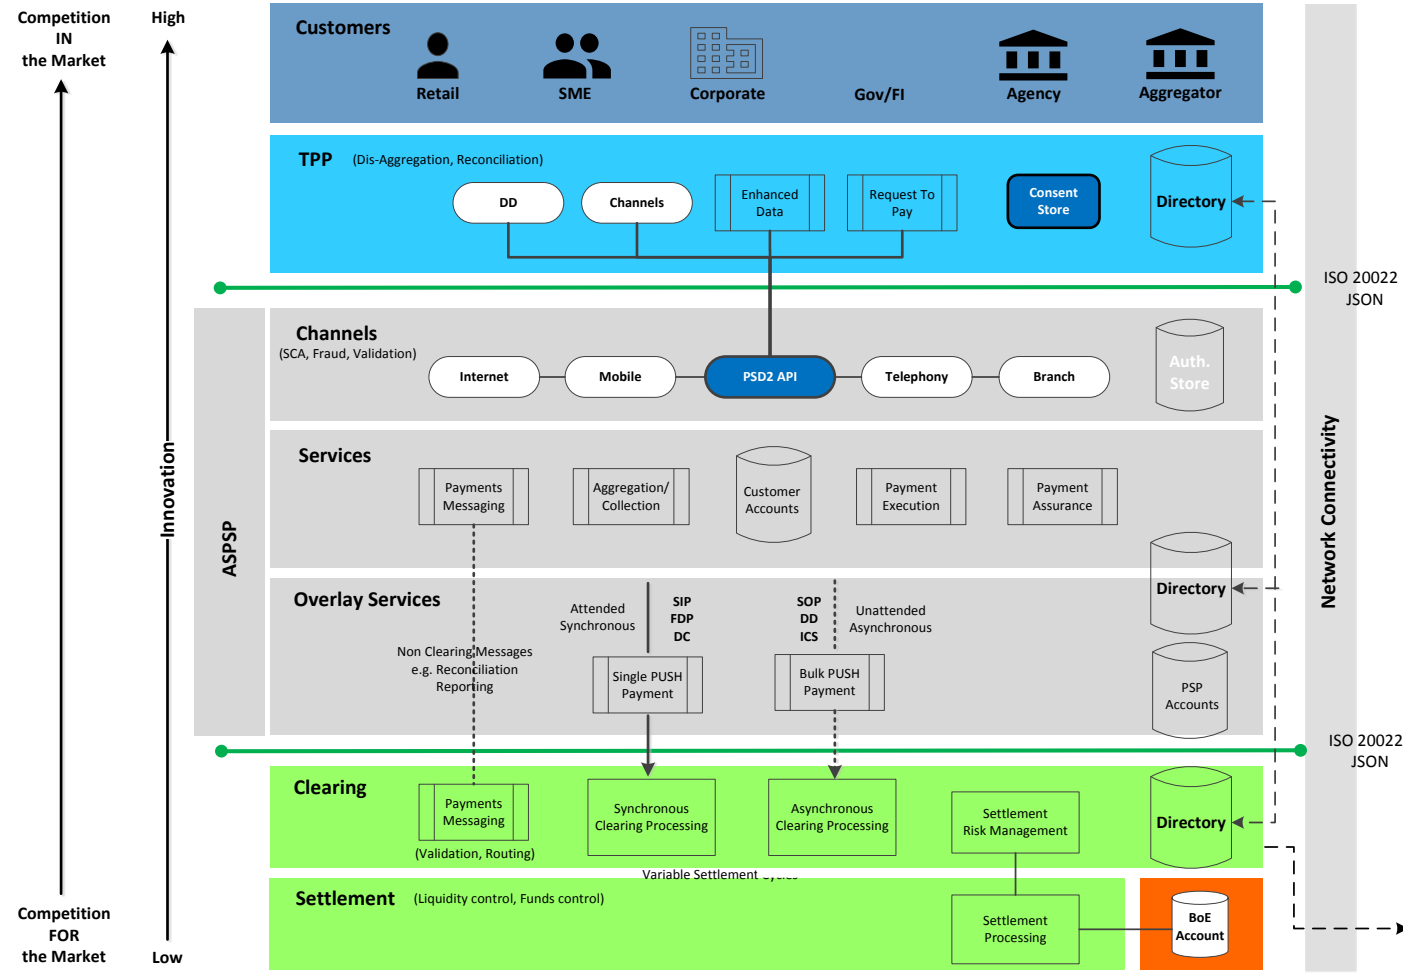 Competition
IN
the Market
High
Customers
Retail
SME
Corporate
Gov/FI
Agency
Aggregator
TPP
(Dis-Aggregation, Reconciliation)
DD
Channels
Enhanced
Data
Request To
Pay
Consent
Store
Directory
ISO 20022
JSON
Channels
(SCA, Fraud, Validation)
Internet
Mobile
PSD2 API
Telephony
Branch
Auth.
Store
Innovation
ASPSP
Network Connectivity
Services
Payments
Messaging
Aggregation/
Collection
Customer
Accounts
Payment
Execution
Payment
Assurance
Directory
Overlay Services
Attended
Synchronous
SIP
FDP
DC
SOP
DD
ICS
Unattended
Asynchronous
Non Clearing Messages
e.g. Reconciliation
Reporting
Single PUSH
Payment
Bulk PUSH
Payment
PSP
Accounts
ISO 20022
JSON
Clearing
Payments
Messaging
(Validation, Routing)
Synchronous
Clearing Processing
Asynchronous
Clearing Processing
Settlement
Risk Management
Directory
Variable Settlement Cycles
Settlement
(Liquidity control, Funds control)
Settlement
Processing
BoE
Account
Competition
FOR
the Market
Low